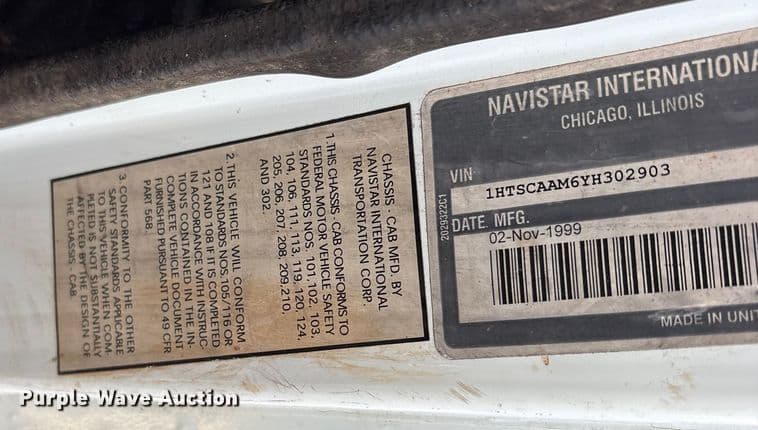 CHASSIS - CAB MFD. BY
NAVISTAR INTERNATIONAL
TRANSPORTATION CORP.
1.THIS CHASSIS - CAB CONFORMS TO
FEDERAL MOTOR VEHICLE SAFETY
STANDARDS NOS. 101,102, 103,
104, 106, 111, 113, 119, 120, 124,
205, 206, 207, 208, 209,210,
AND 302.
2.THIS VEHICLE WILL CONFORM
TO STANDARDS NOS. 105/116 OR
121 AND 108 IF IT IS COMPLETED
IN ACCORDANCE WITH INSTRUC-
TIONS CONTAINED IN THE IN-
COMPLETE VEHICLE DOCUMENT
FURNISHED PURSUANT TO 49 CFR
PART 568.
3 CONFORMITY TO THE OTHER
SAFETY STANDARDS APPLICABLE
TO THIS VEHICLE WHEN COM-
PLETED IS NOT SUBSTANTIALLY
AFFECTED BY THE DESIGN OF
THE CHASSIS - CAB.
NAVISTAR INTERNATIONA
CHICAGO, ILLINOIS
VIN
1HTSCAAM6YH302903
DATE. MFG.
02-Nov-1999
2029322C1
MADE IN UNIT
Purple Wave Auction